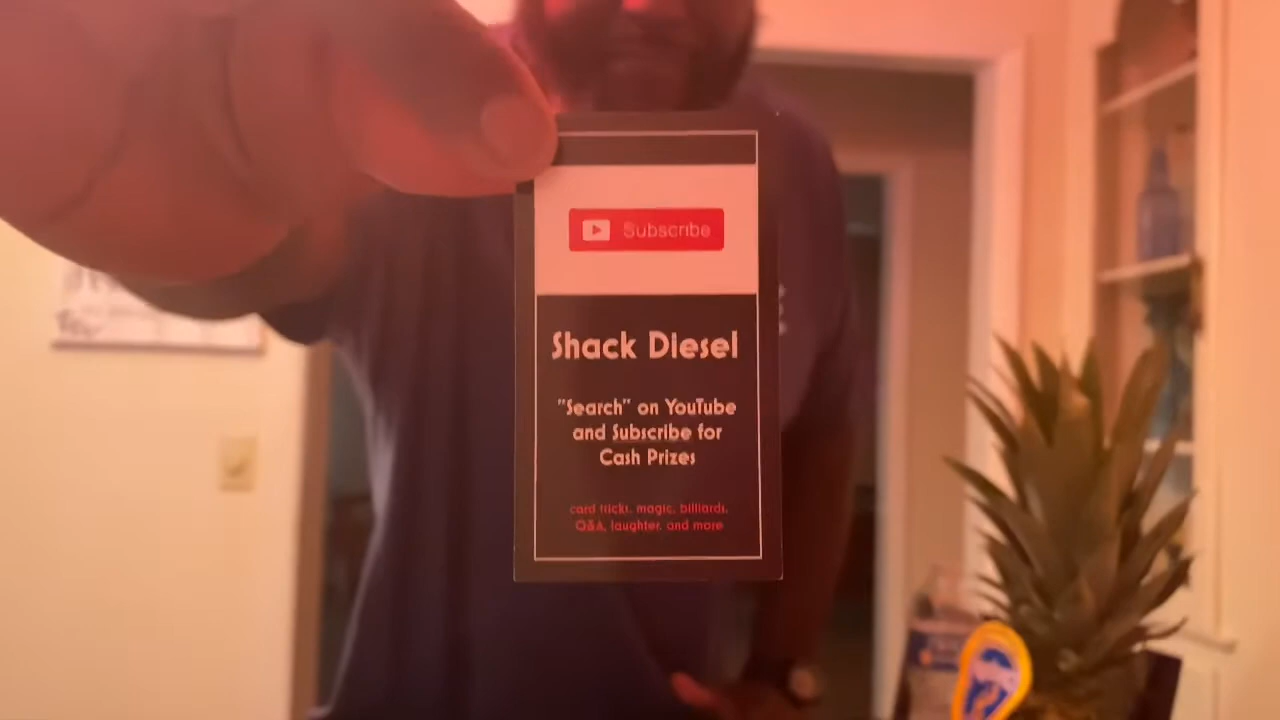 Subscribe
Shack Diesel
"Search" on YouTube
and Subscribe for
Cash Prizes
card tricks, magic, billiards,
Q&A, laughter, and more